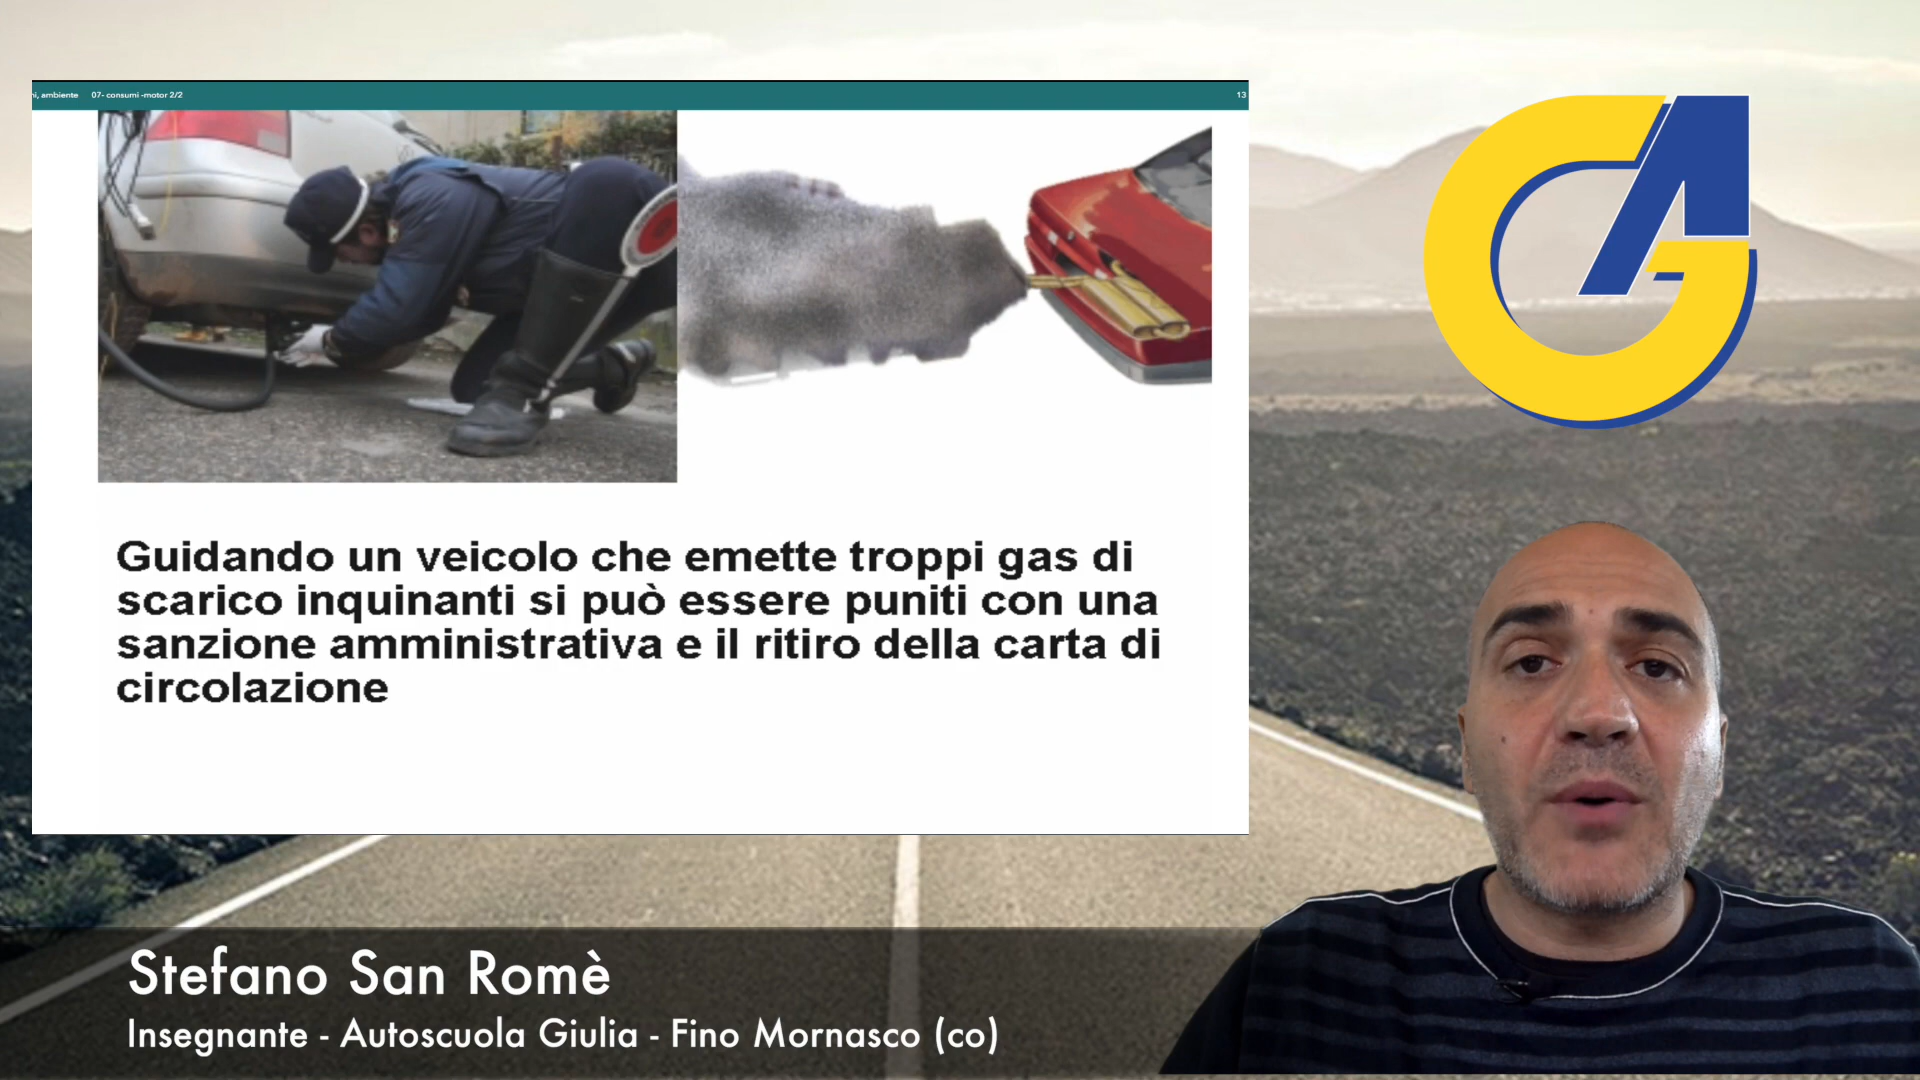 i, ambiente 07- consumi -motor 2/2 13
Guidando un veicolo che emette troppi gas di
scarico inquinanti si può essere puniti con una
sanzione amministrativa e il ritiro della carta di
circolazione
Stefano San Romè
Insegnante - Autoscuola Giulia - Fino Mornasco (co)